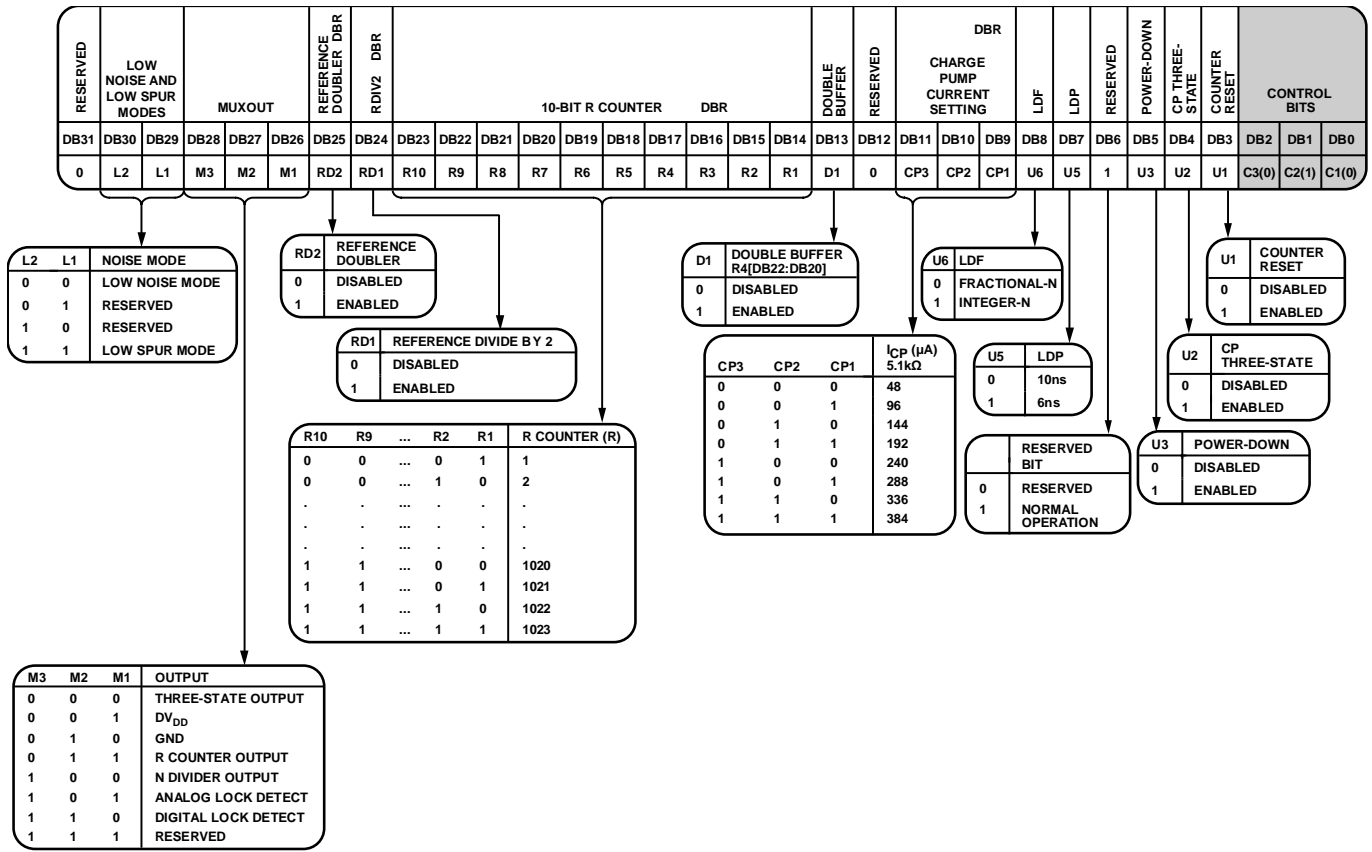 RESERVED
LOW
NOISE AND
LOW SPUR
MODES
MUXOUT
REFERENCE
DOUBLER DBR
RDIV2 DBR
10-BIT R COUNTER DBR
DOUBLE
BUFFER
RESERVED
DBR
CHARGE
PUMP
CURRENT
SETTING
LDF
LDP
RESERVED
POWER-DOWN
CP THREE-
STATE
COUNTER
RESET
CONTROL
BITS
DB31 DB30 DB29 DB28 DB27 DB26 DB25 DB24 DB23 DB22 DB21 DB20 DB19 DB18 DB17 DB16 DB15 DB14 DB13 DB12 DB11 DB10 DB9 DB8 DB7 DB6 DB5 DB4 DB3 DB2 DB1 DB0
0 L2 L1 M3 M2 M1 RD2 RD1 R10 R9 R8 R7 R6 R5 R4 R3 R2 R1 D1 0 CP3 CP2 CP1 U6 U5 1 U3 U2 U1 C3(0) C2(1) C1(0)
L2 L1 NOISE MODE
0 0 LOW NOISE MODE
0 1 RESERVED
1 0 RESERVED
1 1 LOW SPUR MODE
RD2 REFERENCE
DOUBLER
0 DISABLED
1 ENABLED
RD1 REFERENCE DIVIDE BY 2
0 DISABLED
1 ENABLED
R10 R9 ... R2 R1 R COUNTER (R)
0 0 ... 0 1 1
0 0 ... 1 0 2
. . ... . . .
. . ... . . .
. . ... . . .
1 1 ... 0 0 1020
1 1 ... 0 1 1021
1 1 ... 1 0 1022
1 1 ... 1 1 1023
D1 DOUBLE BUFFER
R4[DB22:DB20]
0 DISABLED
1 ENABLED
U6 LDF
0 FRACTIONAL-N
1 INTEGER-N
CP3 CP2 CP1 ICP (µA)
5.1kΩ
0 0 0 48
0 0 1 96
0 1 0 144
0 1 1 192
1 0 0 240
1 0 1 288
1 1 0 336
1 1 1 384
U5 LDP
0 10ns
1 6ns
RESERVED
BIT
0 RESERVED
1 NORMAL
OPERATION
U1 COUNTER
RESET
0 DISABLED
1 ENABLED
U2 CP
THREE-STATE
0 DISABLED
1 ENABLED
U3 POWER-DOWN
0 DISABLED
1 ENABLED
M3 M2 M1 OUTPUT
0 0 0 THREE-STATE OUTPUT
0 0 1 DVDD
0 1 0 GND
0 1 1 R COUNTER OUTPUT
1 0 0 N DIVIDER OUTPUT
1 0 1 ANALOG LOCK DETECT
1 1 0 DIGITAL LOCK DETECT
1 1 1 RESERVED